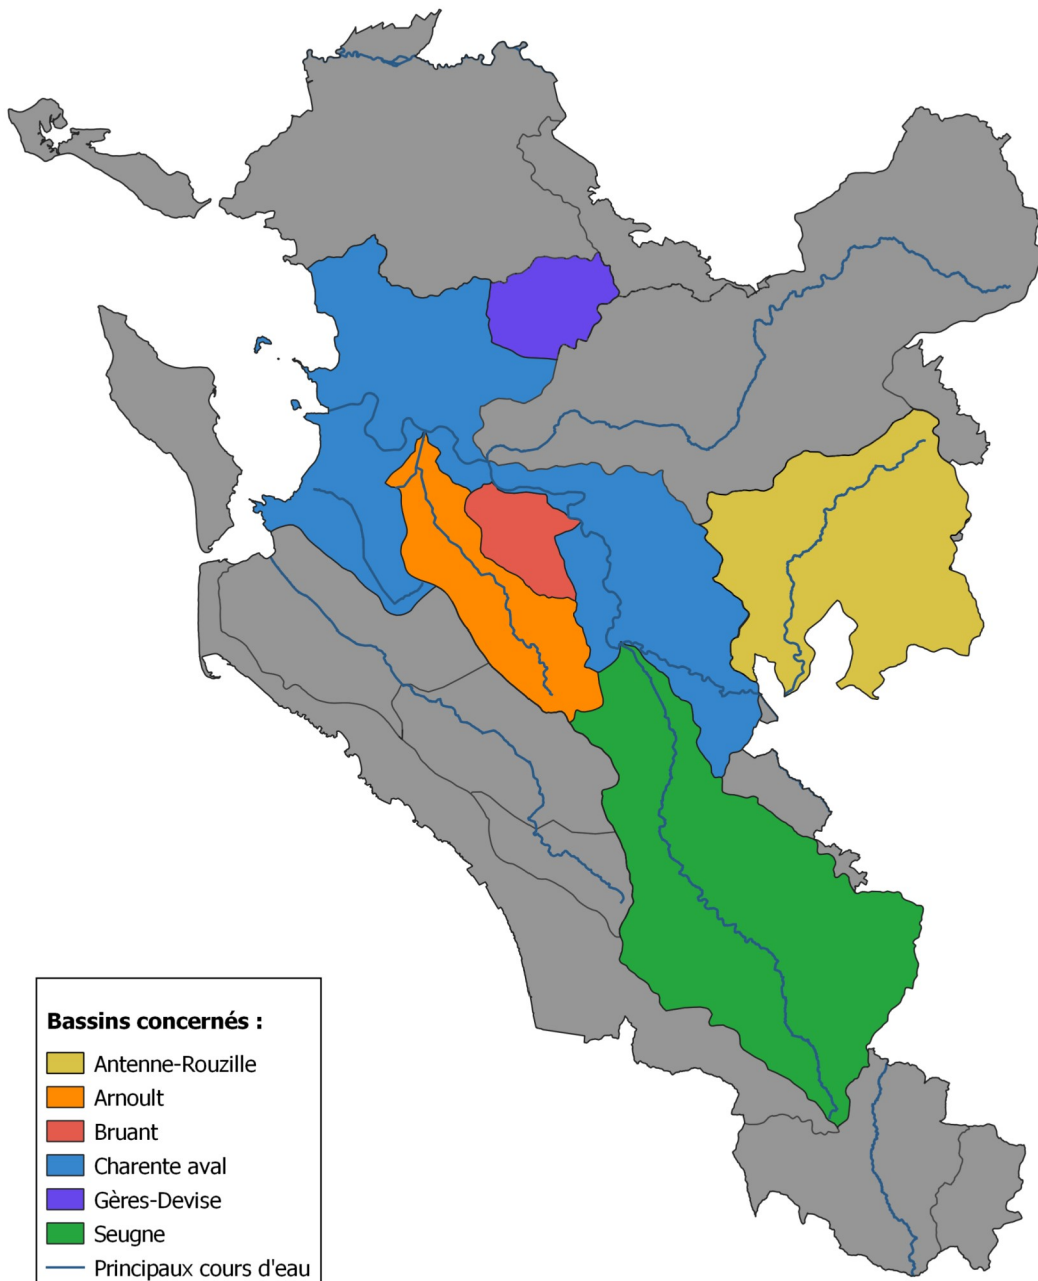 Bassins concernés :
Antenne-Rouzille
Arnoult
Bruant
Charente aval
Gères-Devise
Seugne
Principaux cours d'eau